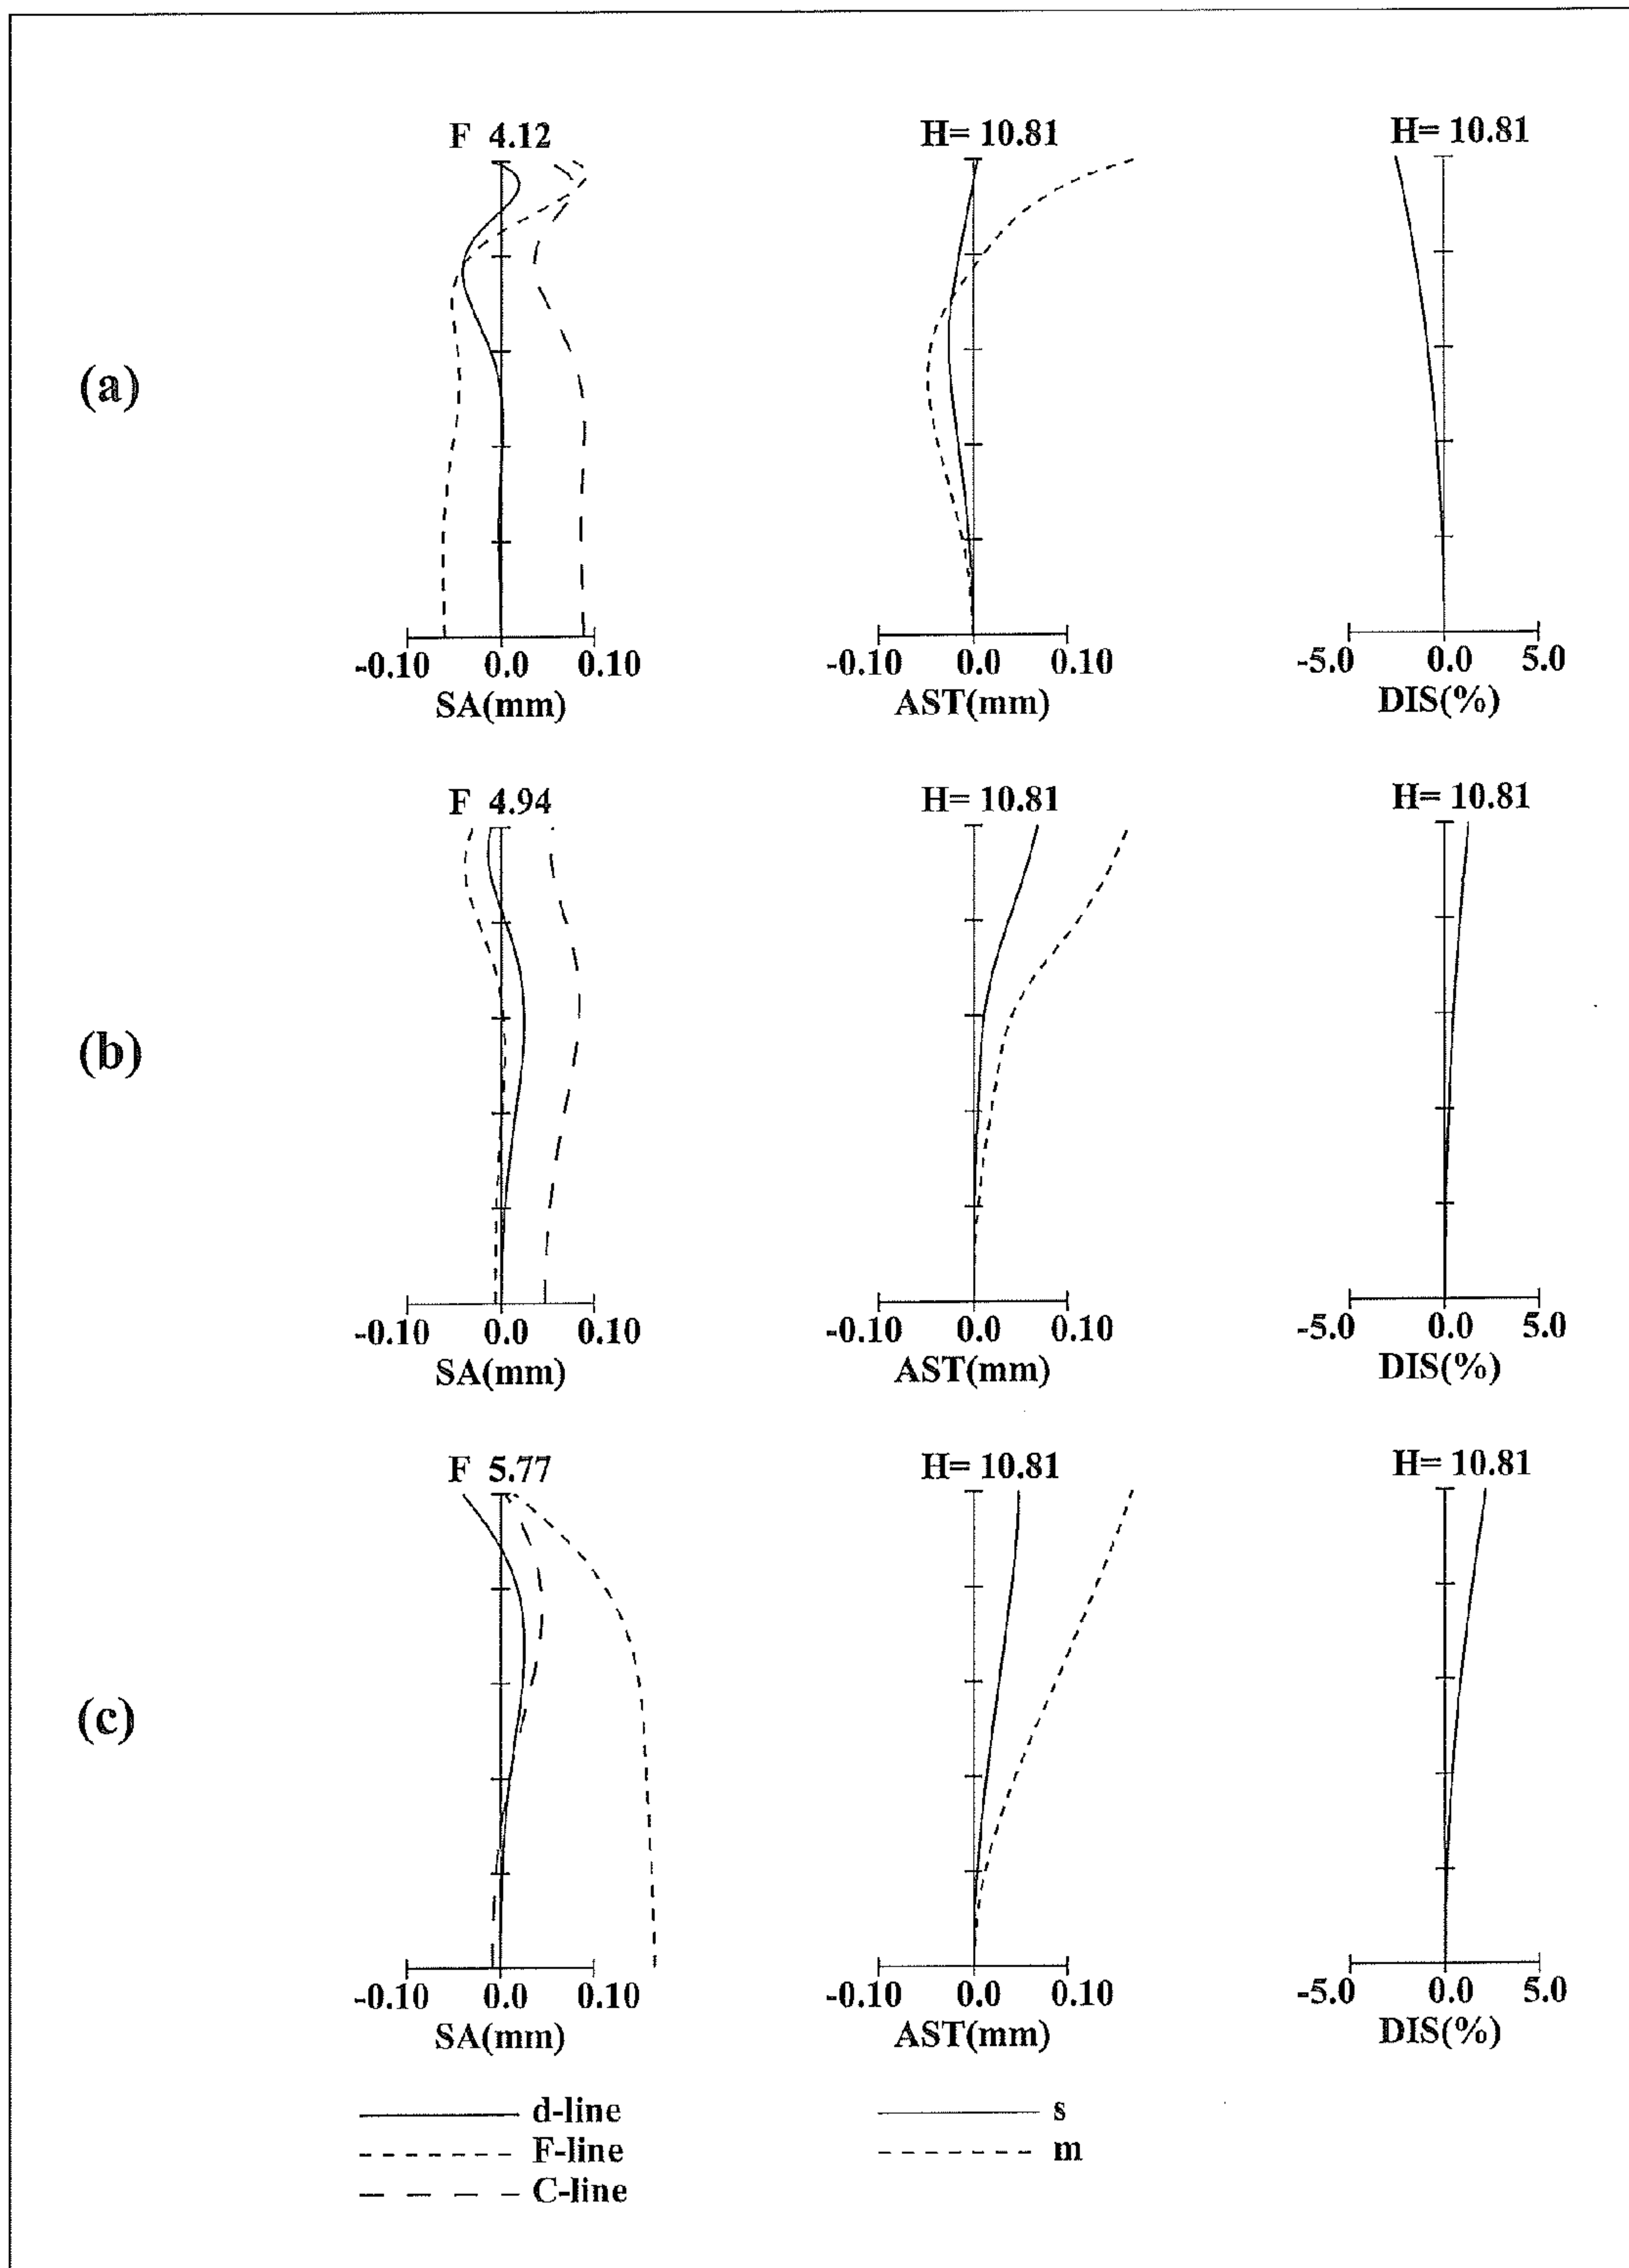 F 4.12 H= 10.81 H= 10.81
(a)
-0.10 0.0 0.10 -0.10 0.0 0.10 -5.0 0.0 5.0
SA(mm) AST(mm) DIS(%)
F 4.94 H= 10.81 H= 10.81
(b)
-0.10 0.0 0.10 -0.10 0.0 0.10 -5.0 0.0 5.0
SA(mm) AST(mm) DIS(%)
F 5.77 H= 10.81 H= 10.81
(c)
-0.10 0.0 0.10 -0.10 0.0 0.10 -5.0 0.0 5.0
SA(mm) AST(mm) DIS(%)
d-line s
F-line m
C-line